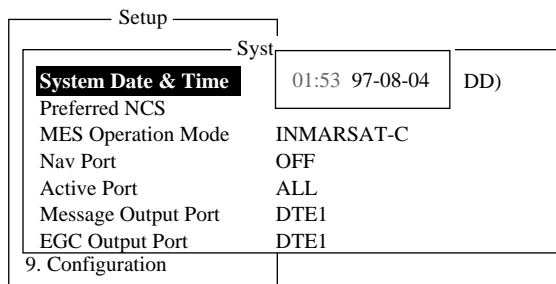 Setup
Syst
System Date & Time 01:53 97-08-04 DD)
Preferred NCS
MES Operation Mode INMARSAT-C
Nav Port OFF
Active Port ALL
Message Output Port DTE1
EGC Output Port DTE1
9. Configuration